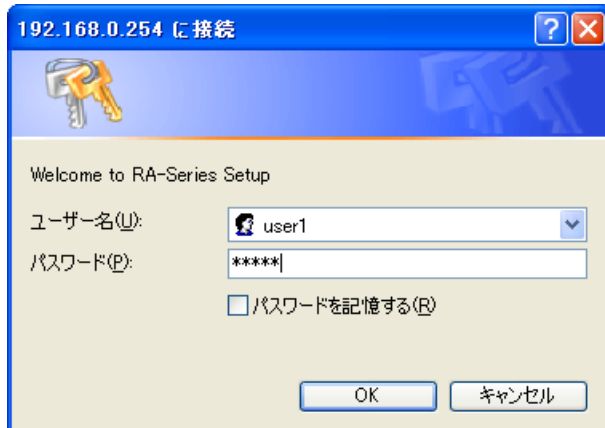 192.168.0.254 に接続
Welcome to RA-Series Setup
ユーザー名(U):
user1
パスワード(P):
*****
パスワードを記憶する(R)
OK
キャンセル